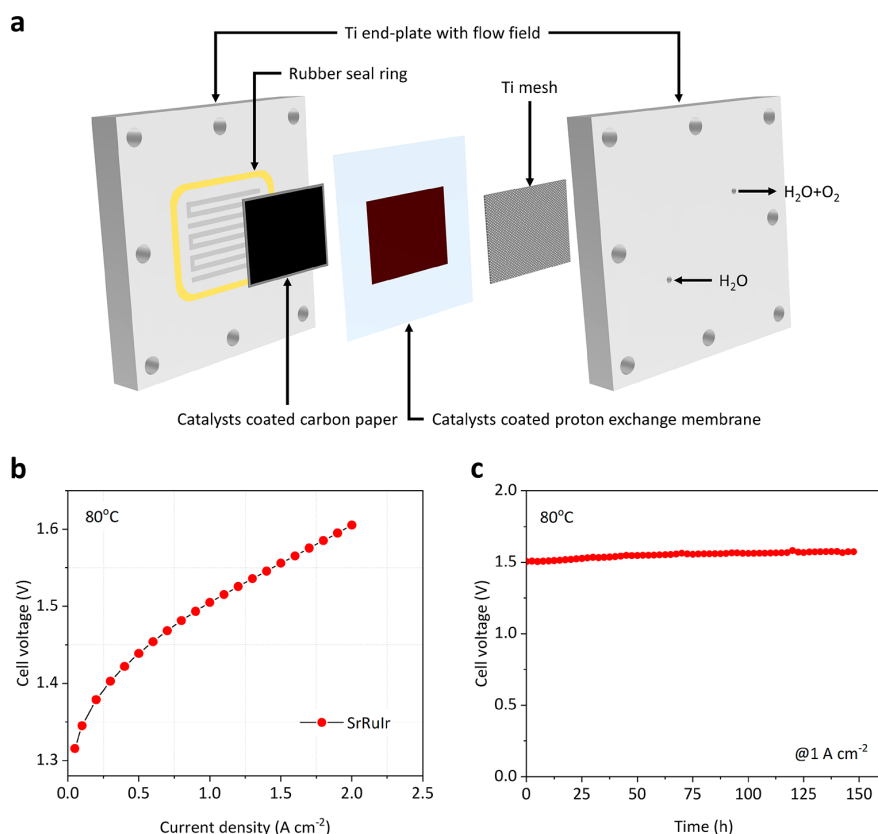 a
Ti end-plate with flow field
Rubber seal ring
Ti mesh
H₂O+O₂
H₂O
Catalysts coated carbon paper
Catalysts coated proton exchange membrane
b
80°C
1.6
1.5
1.4
1.3
Cell voltage (V)
SrRuIr
0.0 0.5 1.0 1.5 2.0 2.5
Current density (A cm⁻²)
c
80°C
2.0
1.5
1.0
0.5
0.0
Cell voltage (V)
@1 A cm⁻²
0 25 50 75 100 125 150
Time (h)